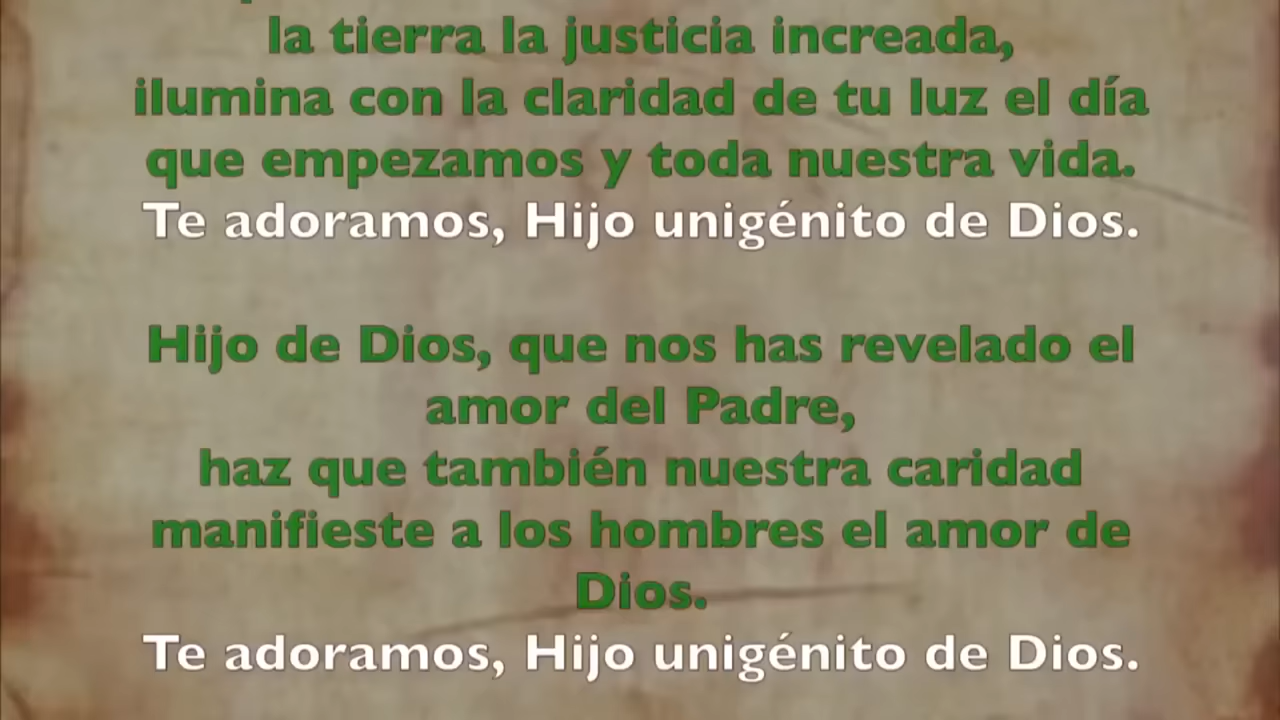 la tierra la justicia increada,
ilumina con la claridad de tu luz el día
que empezamos y toda nuestra vida.
Te adoramos, Hijo unigénito de Dios.
Hijo de Dios, que nos has revelado el
amor del Padre,
haz que también nuestra caridad
manifieste a los hombres el amor de
Dios.
Te adoramos, Hijo unigénito de Dios.